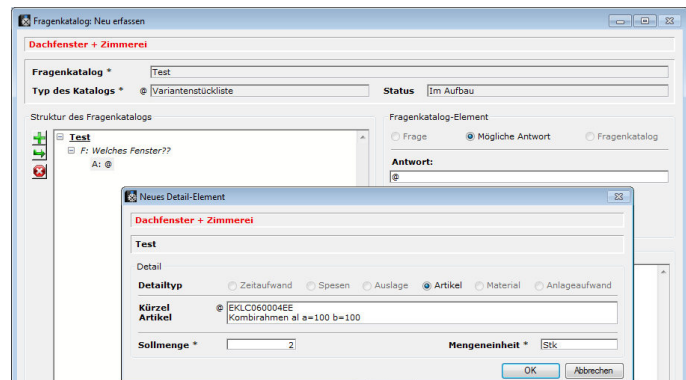 Fragenkatalog: Neu erfassen
Dachfenster + Zimmerei
Fragenkatalog * Test
Typ des Katalogs * @ Variantenstückliste Status Im Aufbau
Struktur des Fragenkatalogs Fragenkatalog-Element
Test Frage Mögliche Antwort Fragenkatalog
F: Welches Fenster??
A: @ Antwort:
@
Neues Detail-Element
Dachfenster + Zimmerei
Test
Detail
Detailtyp Zeitaufwand Spesen Auslage Artikel Material Anlageaufwand
Kürzel @ EKLC060004EE
Artikel Kombirahmen al a=100 b=100
Sollmenge * 2 Mengeneinheit * Stk
OK Abbrechen